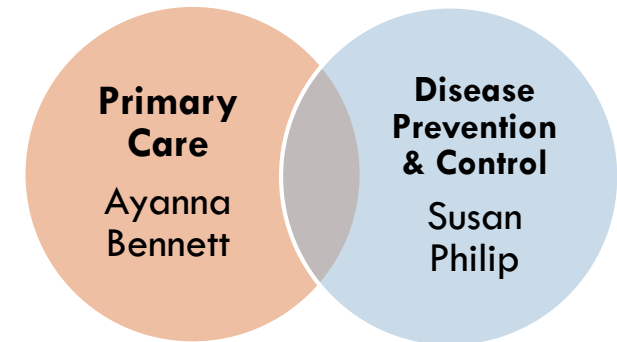 Primary
Care
Ayanna
Bennett
Disease
Prevention
& Control
Susan
Philip